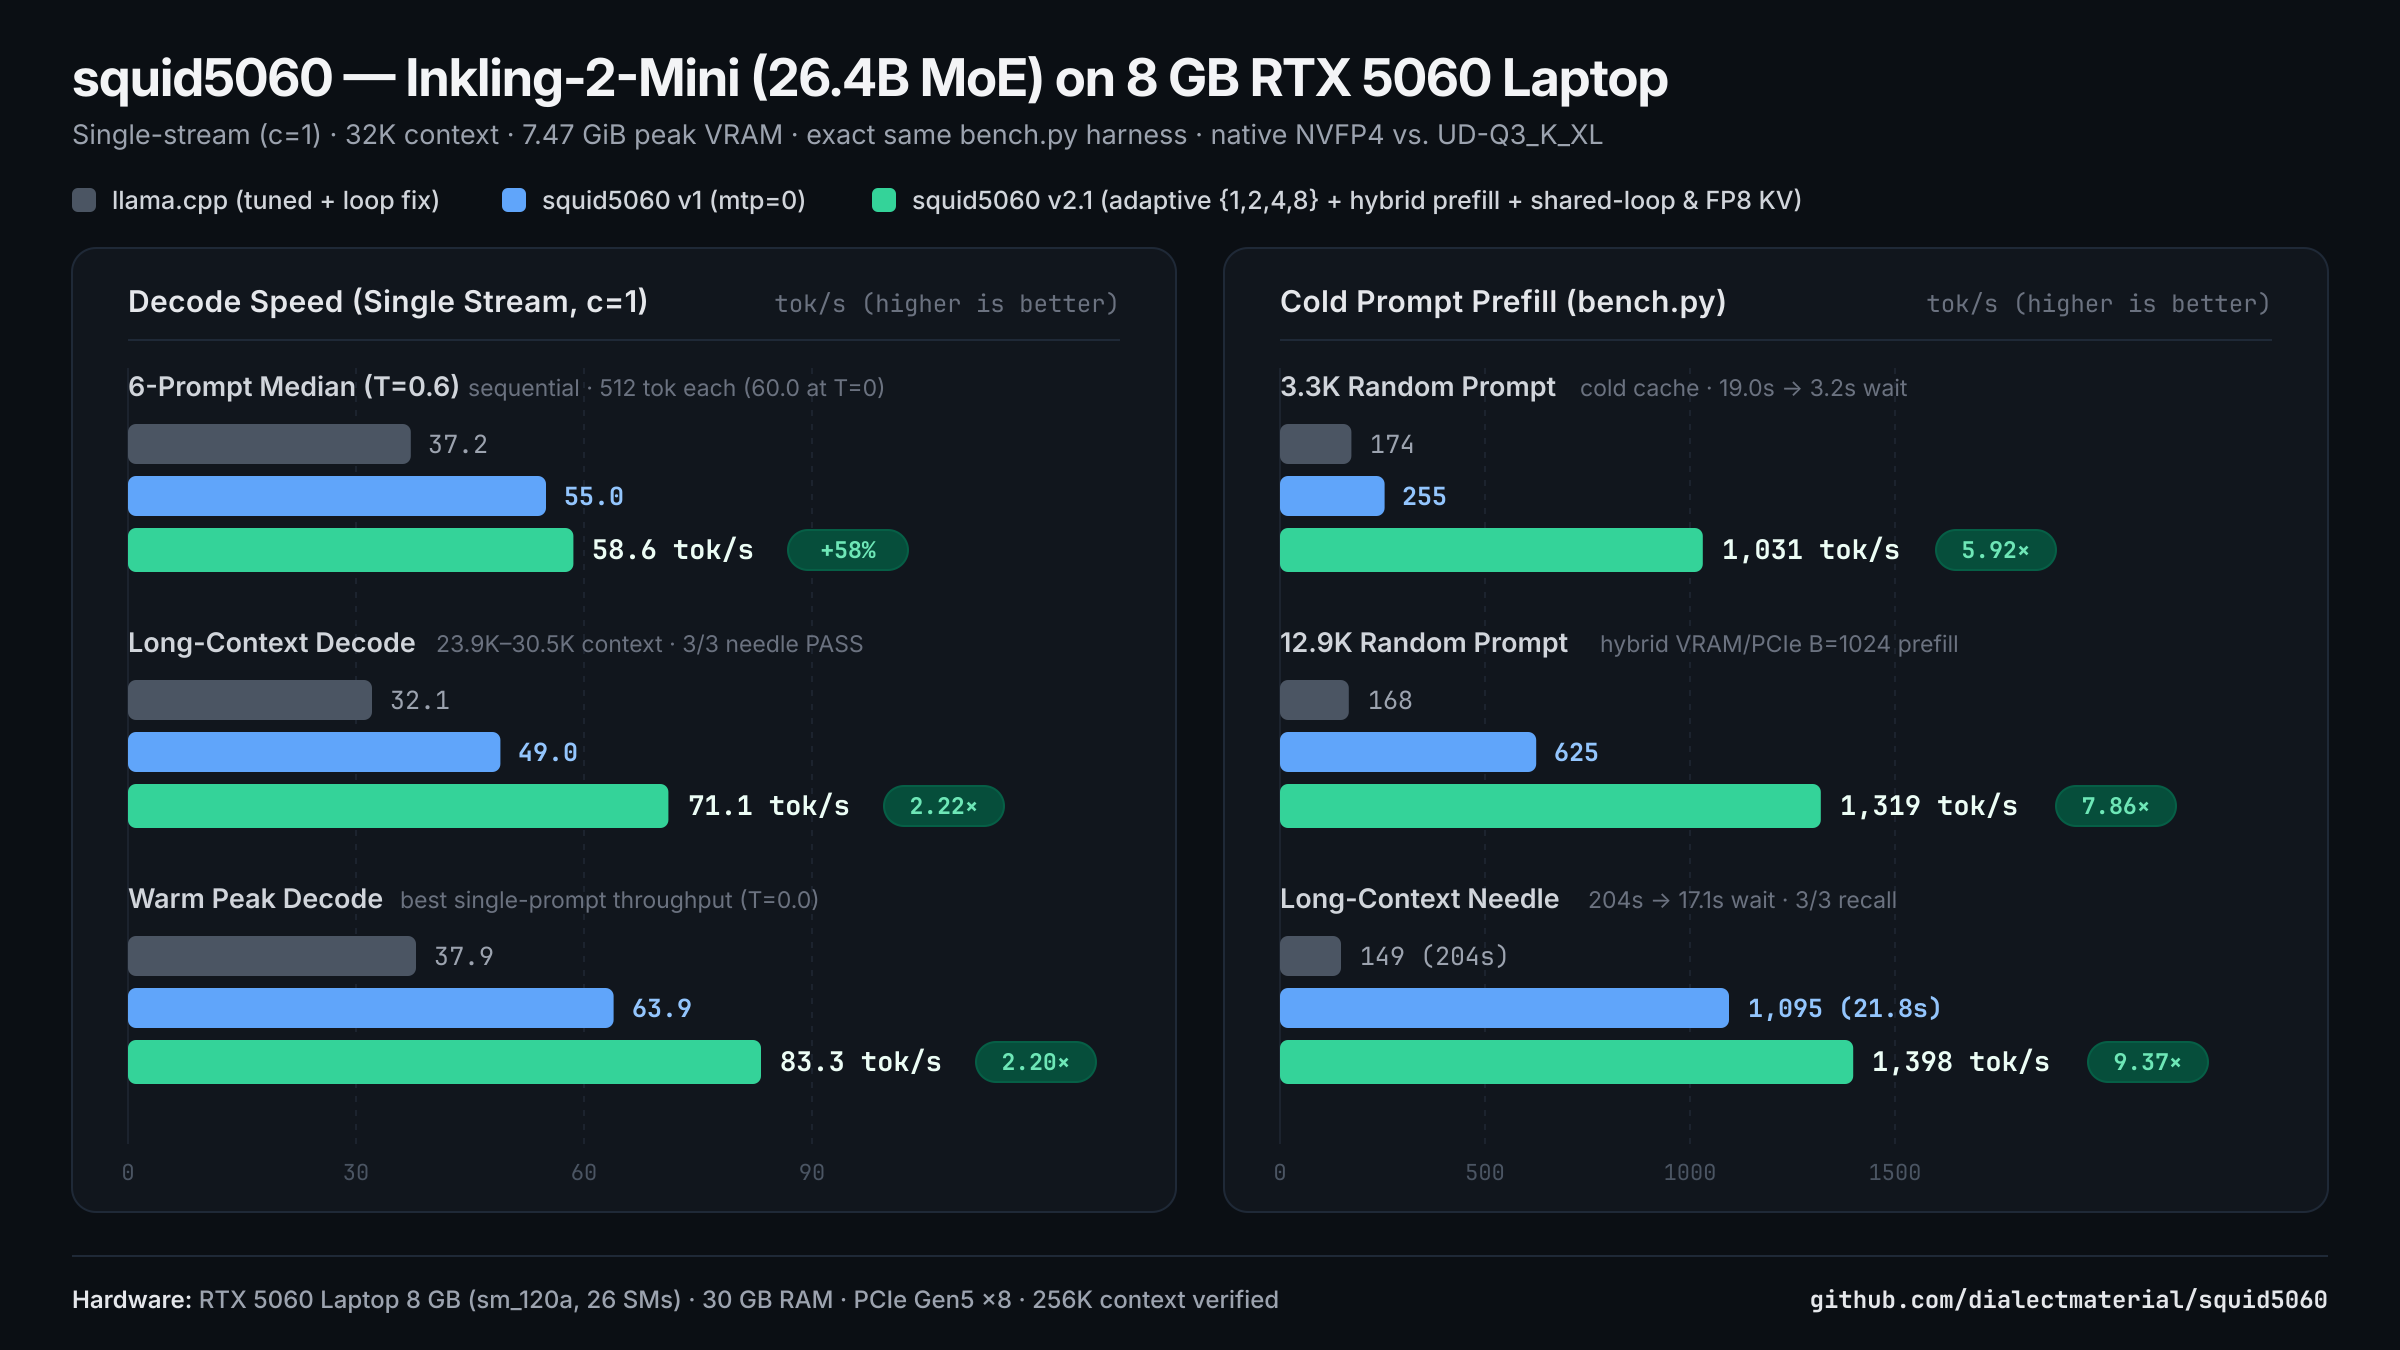 squid5060 — Inkling-2-Mini (26.4B MoE) on 8 GB RTX 5060 Laptop
Single-stream (c=1) · 32K context · 7.47 GiB peak VRAM · exact same bench.py harness · native NVFP4 vs. UD-Q3_K_XL
llama.cpp (tuned + loop fix) squid5060 v1 (mtp=0) squid5060 v2.1 (adaptive {1,2,4,8} + hybrid prefill + shared-loop & FP8 KV)
Decode Speed (Single Stream, c=1) tok/s (higher is better)
6-Prompt Median (T=0.6) sequential · 512 tok each (60.0 at T=0)
37.2
55.0
58.6 tok/s +58%
Long-Context Decode 23.9K–30.5K context · 3/3 needle PASS
32.1
49.0
71.1 tok/s 2.22×
Warm Peak Decode best single-prompt throughput (T=0.0)
37.9
63.9
83.3 tok/s 2.20×
0 30 60 90
Cold Prompt Prefill (bench.py) tok/s (higher is better)
3.3K Random Prompt cold cache · 19.0s → 3.2s wait
174
255
1,031 tok/s 5.92×
12.9K Random Prompt hybrid VRAM/PCIe B=1024 prefill
168
625
1,319 tok/s 7.86×
Long-Context Needle 204s → 17.1s wait · 3/3 recall
149 (204s)
1,095 (21.8s)
1,398 tok/s 9.37×
0 500 1000 1500
Hardware: RTX 5060 Laptop 8 GB (sm_120a, 26 SMs) · 30 GB RAM · PCIe Gen5 ×8 · 256K context verified
github.com/dialectmaterial/squid5060